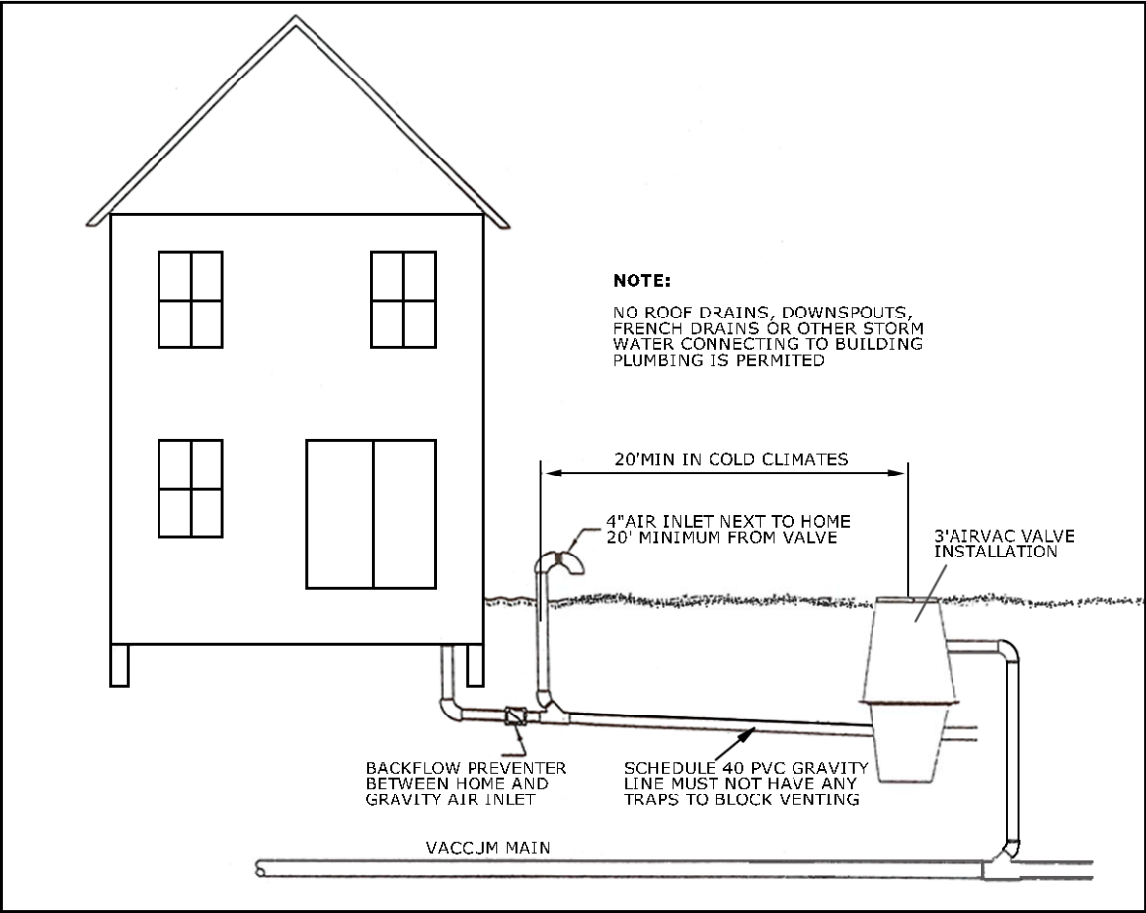 NOTE:
NO ROOF DRAINS, DOWNSPOUTS,
FRENCH DRAINS OR OTHER STORM
WATER CONNECTING TO BUILDING
PLUMBING IS PERMITED
20'MIN IN COLD CLIMATES
4"AIR INLET NEXT TO HOME
20' MINIMUM FROM VALVE
3'AIRVAC VALVE
INSTALLATION
BACKFLOW PREVENTER
BETWEEN HOME AND
GRAVITY AIR INLET
SCHEDULE 40 PVC GRAVITY
LINE MUST NOT HAVE ANY
TRAPS TO BLOCK VENTING
VACCJM MAIN